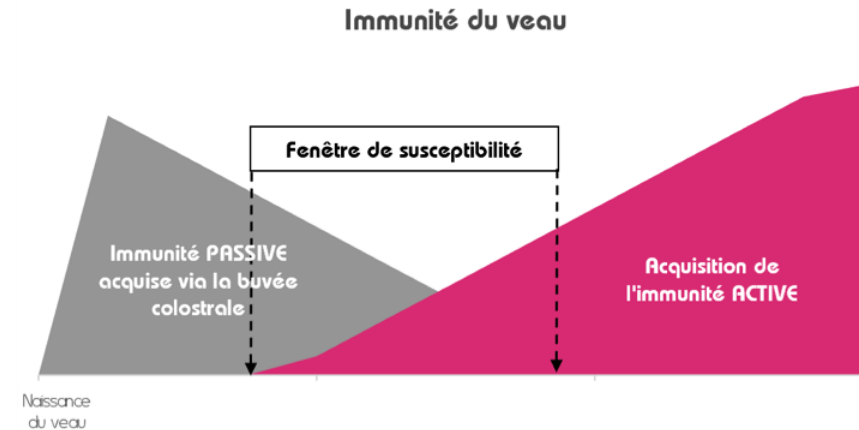 Immunité du veau
Fenêtre de susceptibilité
Immunité PASSIVE
acquise via la buvée
colostrale
Acquisition de
l'immunité ACTIVE
Naissance
du veau